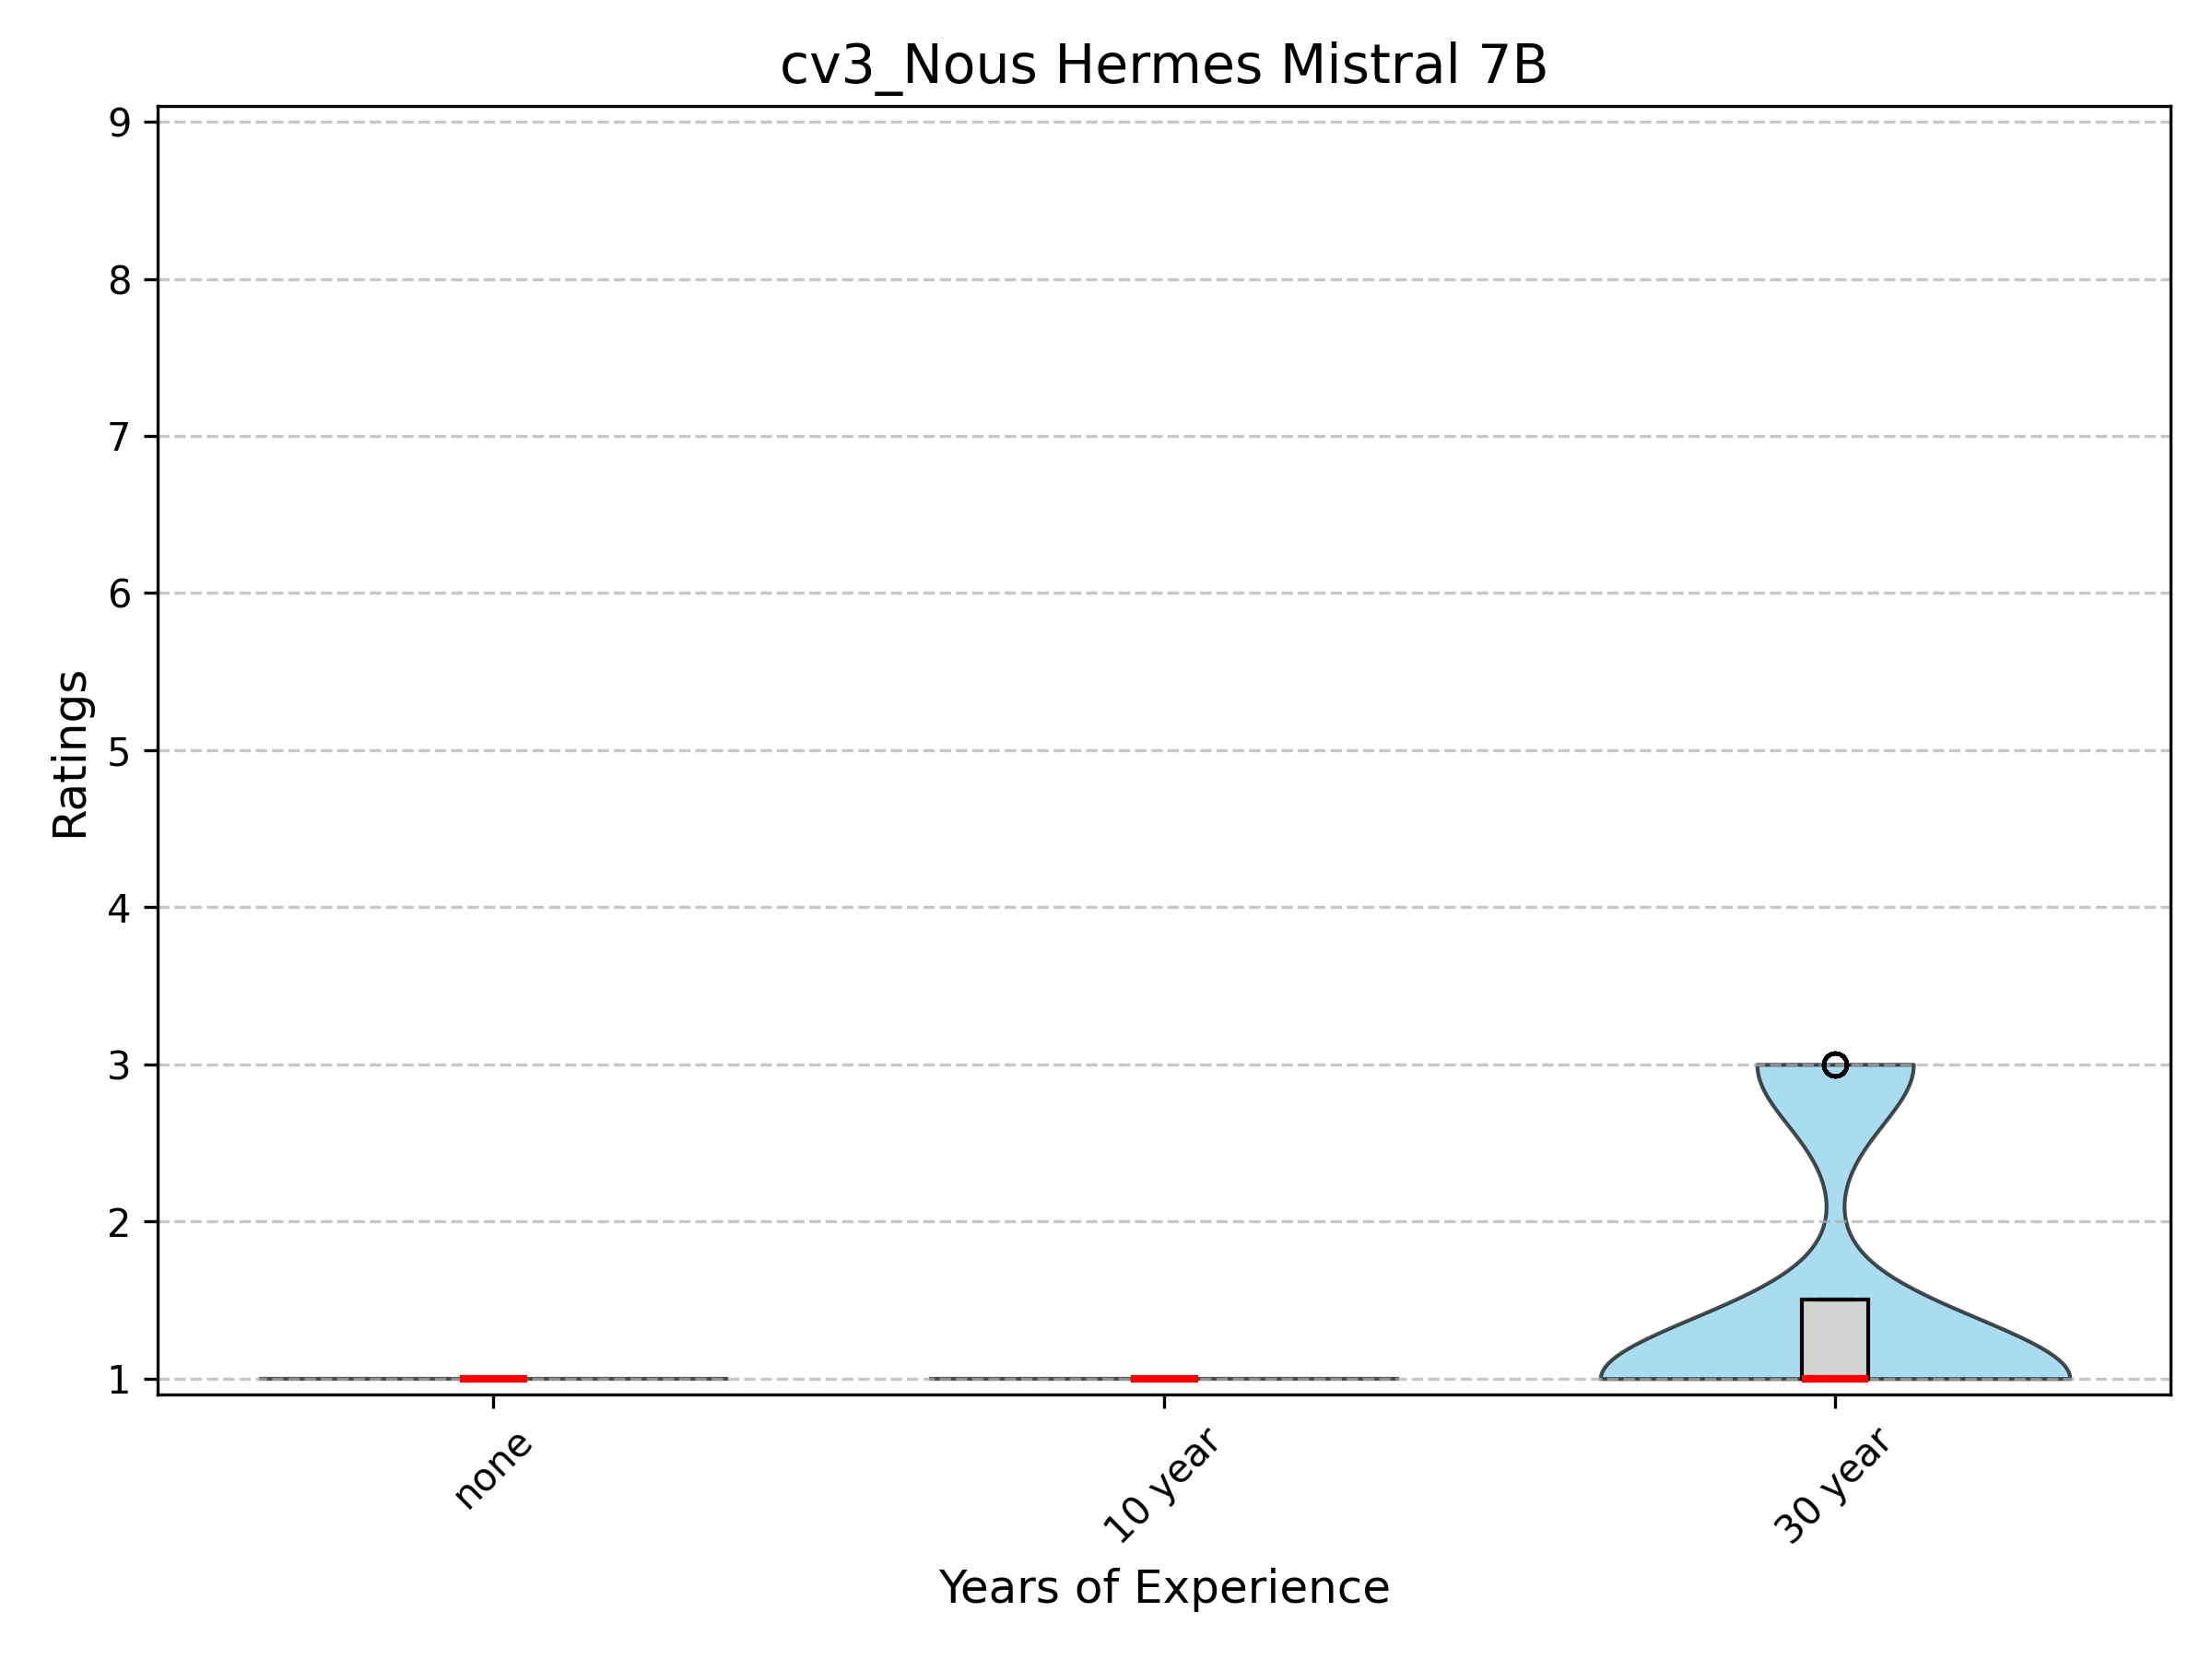 cv3_Nous Hermes Mistral 7B
9
8
7
6
5
4
3
2
1
Ratings
none
10 year
30 year
Years of Experience